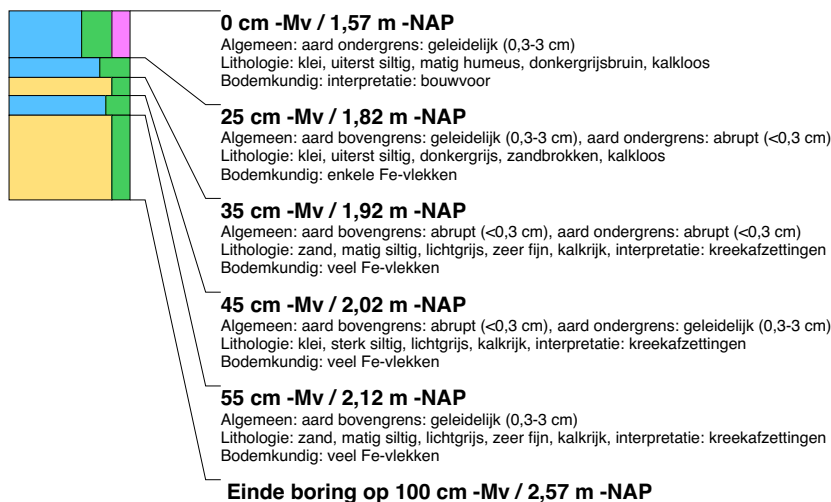 0 cm -Mv / 1,57 m -NAP
Algemeen: aard ondergrens: geleidelijk (0,3-3 cm)
Lithologie: klei, uiterst siltig, matig humeus, donkergrijsbruin, kalkloos
Bodemkundig: interpretatie: bouwvoor
25 cm -Mv / 1,82 m -NAP
Algemeen: aard bovengrens: geleidelijk (0,3-3 cm), aard ondergrens: abrupt (<0,3 cm)
Lithologie: klei, uiterst siltig, donkergrijs, zandbrokken, kalkloos
Bodemkundig: enkele Fe-vlekken
35 cm -Mv / 1,92 m -NAP
Algemeen: aard bovengrens: abrupt (<0,3 cm), aard ondergrens: abrupt (<0,3 cm)
Lithologie: zand, matig siltig, lichtgrijs, zeer fijn, kalkrijk, interpretatie: kreekafzettingen
Bodemkundig: veel Fe-vlekken
45 cm -Mv / 2,02 m -NAP
Algemeen: aard bovengrens: abrupt (<0,3 cm), aard ondergrens: geleidelijk (0,3-3 cm)
Lithologie: klei, sterk siltig, lichtgrijs, kalkrijk, interpretatie: kreekafzettingen
Bodemkundig: veel Fe-vlekken
55 cm -Mv / 2,12 m -NAP
Algemeen: aard bovengrens: geleidelijk (0,3-3 cm)
Lithologie: zand, matig siltig, lichtgrijs, zeer fijn, kalkrijk, interpretatie: kreekafzettingen
Bodemkundig: veel Fe-vlekken
Einde boring op 100 cm -Mv / 2,57 m -NAP